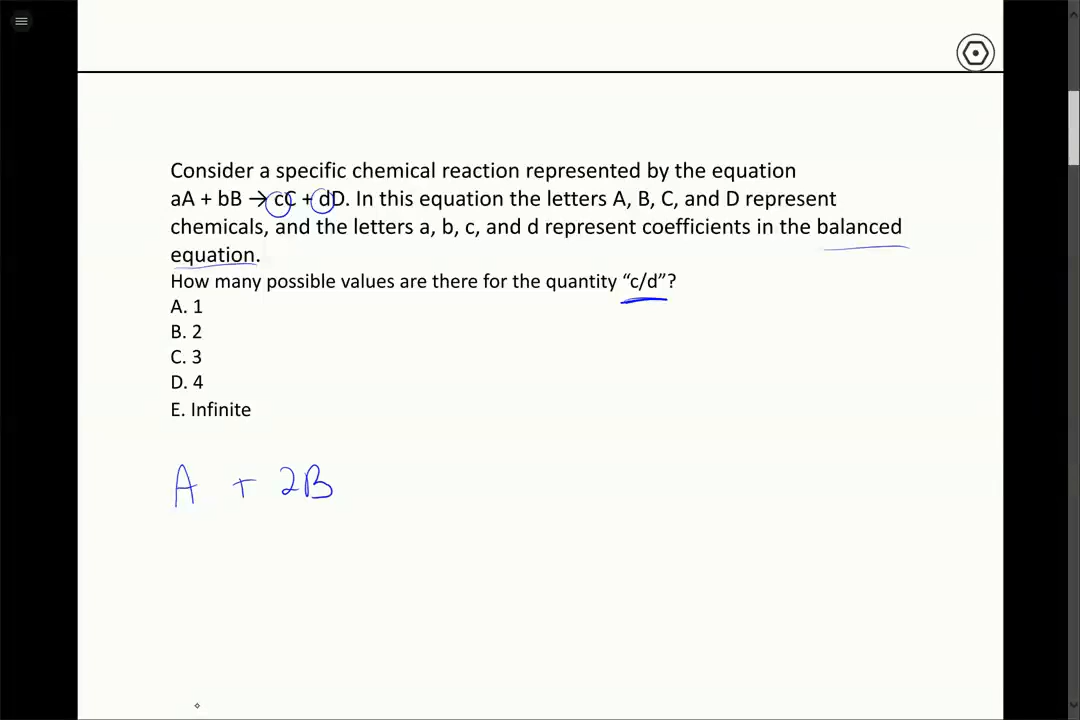 Consider a specific chemical reaction represented by the equation
aA + bB → cC + dD. In this equation the letters A, B, C, and D represent
chemicals, and the letters a, b, c, and d represent coefficients in the balanced
equation.
How many possible values are there for the quantity “c/d”?
A. 1
B. 2
C. 3
D. 4
E. Infinite
A + 2B